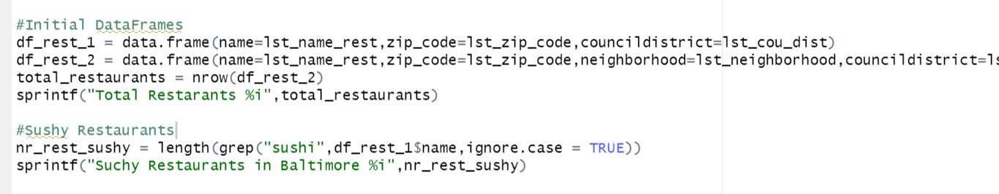 #Initial DataFrames
df_rest_1 = data.frame(name=lst_name_rest,zip_code=lst_zip_code,councildistrict=lst_cou_dist)
df_rest_2 = data.frame(name=lst_name_rest,zip_code=lst_zip_code,neighborhood=lst_neighborhood,councildistrict=ls
total_restaurants = nrow(df_rest_2)
sprintf("Total Restarants %i",total_restaurants)
#Sushy Restaurants
nr_rest_sushy = length(grep("sushi",df_rest_1$name,ignore.case = TRUE))
sprintf("Suchy Restaurants in Baltimore %i",nr_rest_sushy)